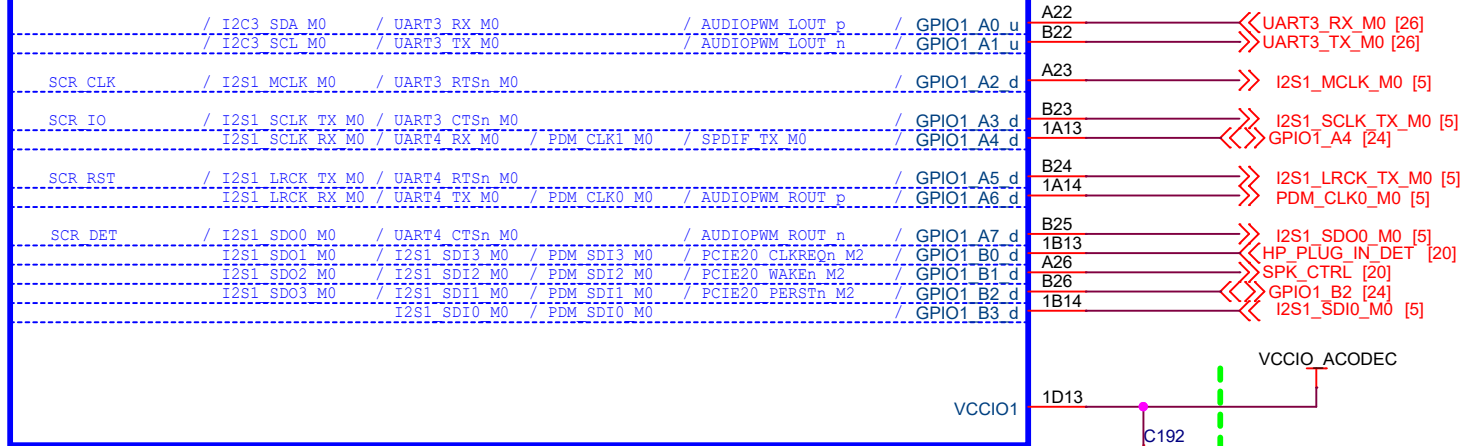 / I2C3_SDA_M0 / UART3_RX_M0 / AUDIOPWM_LOUT_p / GPIO1_A0_u A22 UART3_RX_M0 [26]
/ I2C3_SCL_M0 / UART3_TX_M0 / AUDIOPWM_LOUT_n / GPIO1_A1_u B22 UART3_TX_M0 [26]
SCR_CLK / I2S1_MCLK_M0 / UART3_RTSn_M0 / GPIO1_A2_d A23 I2S1_MCLK_M0 [5]
SCR_IO / I2S1_SCLK_TX_M0 / UART3_CTSn_M0 / GPIO1_A3_d B23 I2S1_SCLK_TX_M0 [5]
I2S1_SCLK_RX_M0 / UART4_RX_M0 / PDM_CLK1_M0 / SPDIF_TX_M0 / GPIO1_A4_d 1A13 GPIO1_A4 [24]
SCR_RST / I2S1_LRCK_TX_M0 / UART4_RTSn_M0 / GPIO1_A5_d B24 I2S1_LRCK_TX_M0 [5]
I2S1_LRCK_RX_M0 / UART4_TX_M0 / PDM_CLK0_M0 / AUDIOPWM_ROUT_p / GPIO1_A6_d 1A14 PDM_CLK0_M0 [5]
SCR_DET / I2S1_SDO0_M0 / UART4_CTSn_M0 / AUDIOPWM_ROUT_n / GPIO1_A7_d B25 I2S1_SDO0_M0 [5]
I2S1_SDO1_M0 / I2S1_SDI3_M0 / PDM_SDI3_M0 / PCIE20_CLKREQn_M2 / GPIO1_B0_d 1B13 HP_PLUG_IN_DET [20]
I2S1_SDO2_M0 / I2S1_SDI2_M0 / PDM_SDI2_M0 / PCIE20_WAKEn_M2 / GPIO1_B1_d A26 SPK_CTRL [20]
I2S1_SDO3_M0 / I2S1_SDI1_M0 / PDM_SDI1_M0 / PCIE20_PERSTn_M2 / GPIO1_B2_d B26 GPIO1_B2 [24]
I2S1_SDI0_M0 / PDM_SDI0_M0 / GPIO1_B3_d 1B14 I2S1_SDI0_M0 [5]
VCCIO_ACODEC
VCCIO1 1D13
C192